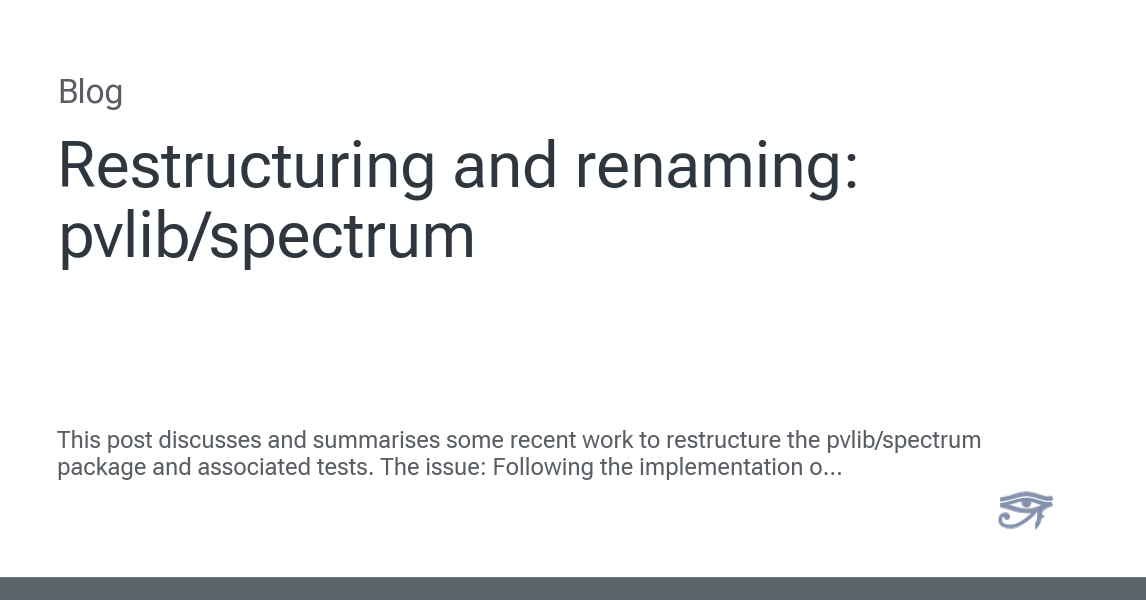 Blog
Restructuring and renaming:
pvlib/spectrum
This post discusses and summarises some recent work to restructure the pvlib/spectrum
package and associated tests. The issue: Following the implementation o...